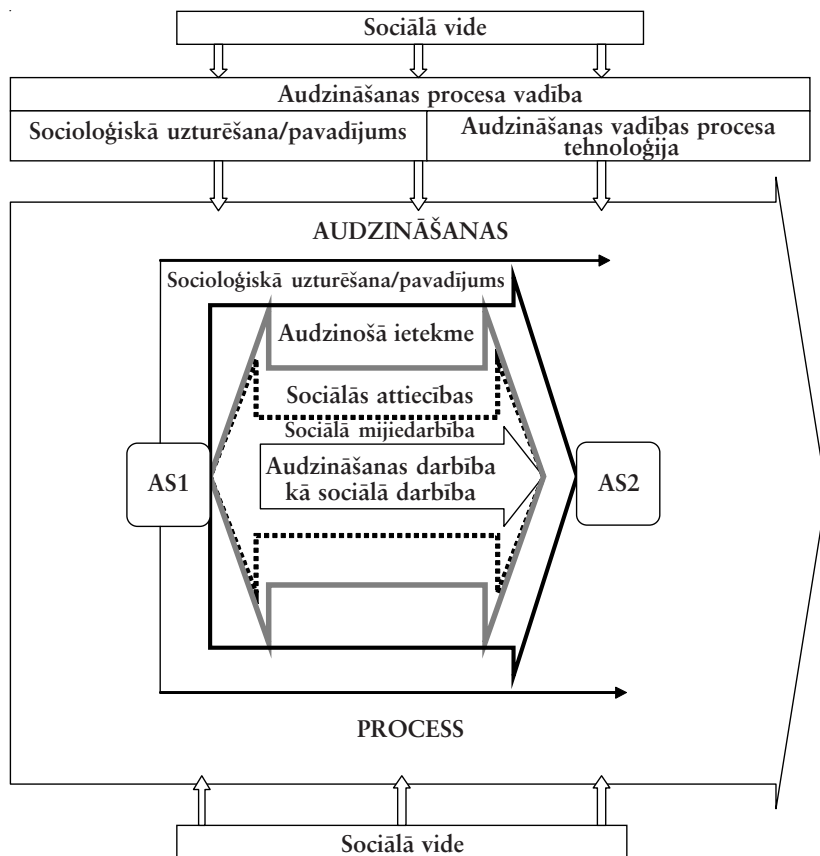 Sociālā vide
Audzināšanas procesa vadība
Socioloģiskā uzturēšana/pavadījums
Audzināšanas vadības procesa
tehnoloģija
AUDZINĀŠANAS
Socioloģiskā uzturēšana/pavadījums
Audzinošā ietekme
Sociālās attiecības
Sociālā mijiedarbība
AS1
Audzināšanas darbība
kā sociālā darbība
AS2
PROCESS
Sociālā vide